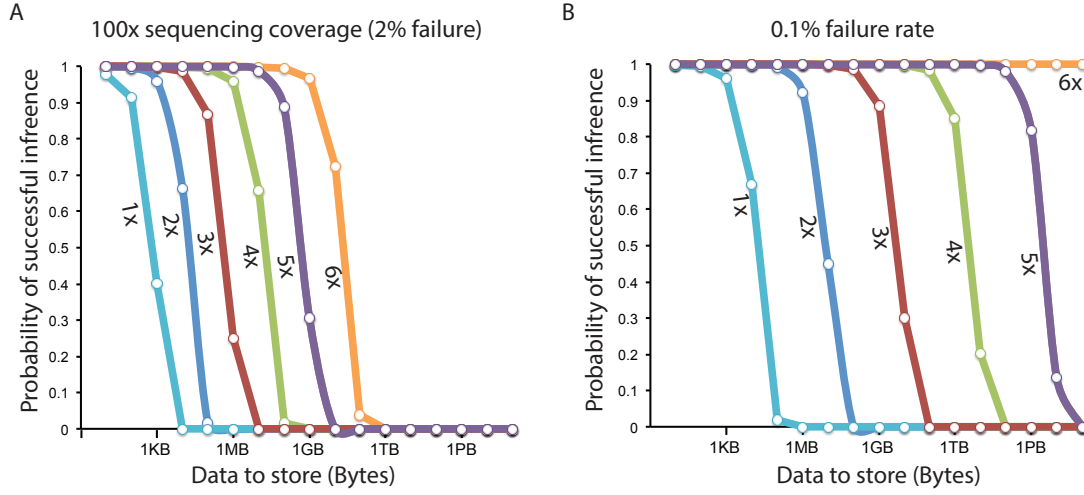 A
100x sequencing coverage (2% failure)
Probability of successful infreence
1
0.9
0.8
0.7
0.6
0.5
0.4
0.3
0.2
0.1
0
1x
2x
3x
4x
5x
6x
1KB
1MB
1GB
1TB
1PB
Data to store (Bytes)
B
0.1% failure rate
Probability of successful infreence
1
0.9
0.8
0.7
0.6
0.5
0.4
0.3
0.2
0.1
0
1x
2x
3x
4x
5x
6x
1KB
1MB
1GB
1TB
1PB
Data to store (Bytes)